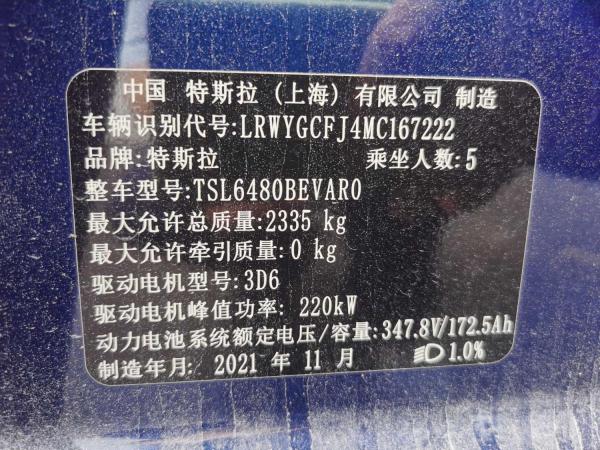 中国 特斯拉 (上海) 有限公司 制造
车辆识别代号:LRWYGCFJ4MC167222
品牌:特斯拉 乘坐人数:5
整车型号:TSL6480BEVAR0
最大允许总质量:2335 kg
最大允许牵引质量:0 kg
驱动电机型号:3D6
驱动电机峰值功率: 220kW
动力电池系统额定电压/容量:347.8V/172.5Ah
制造年月: 2021 年 11 月 1.0%